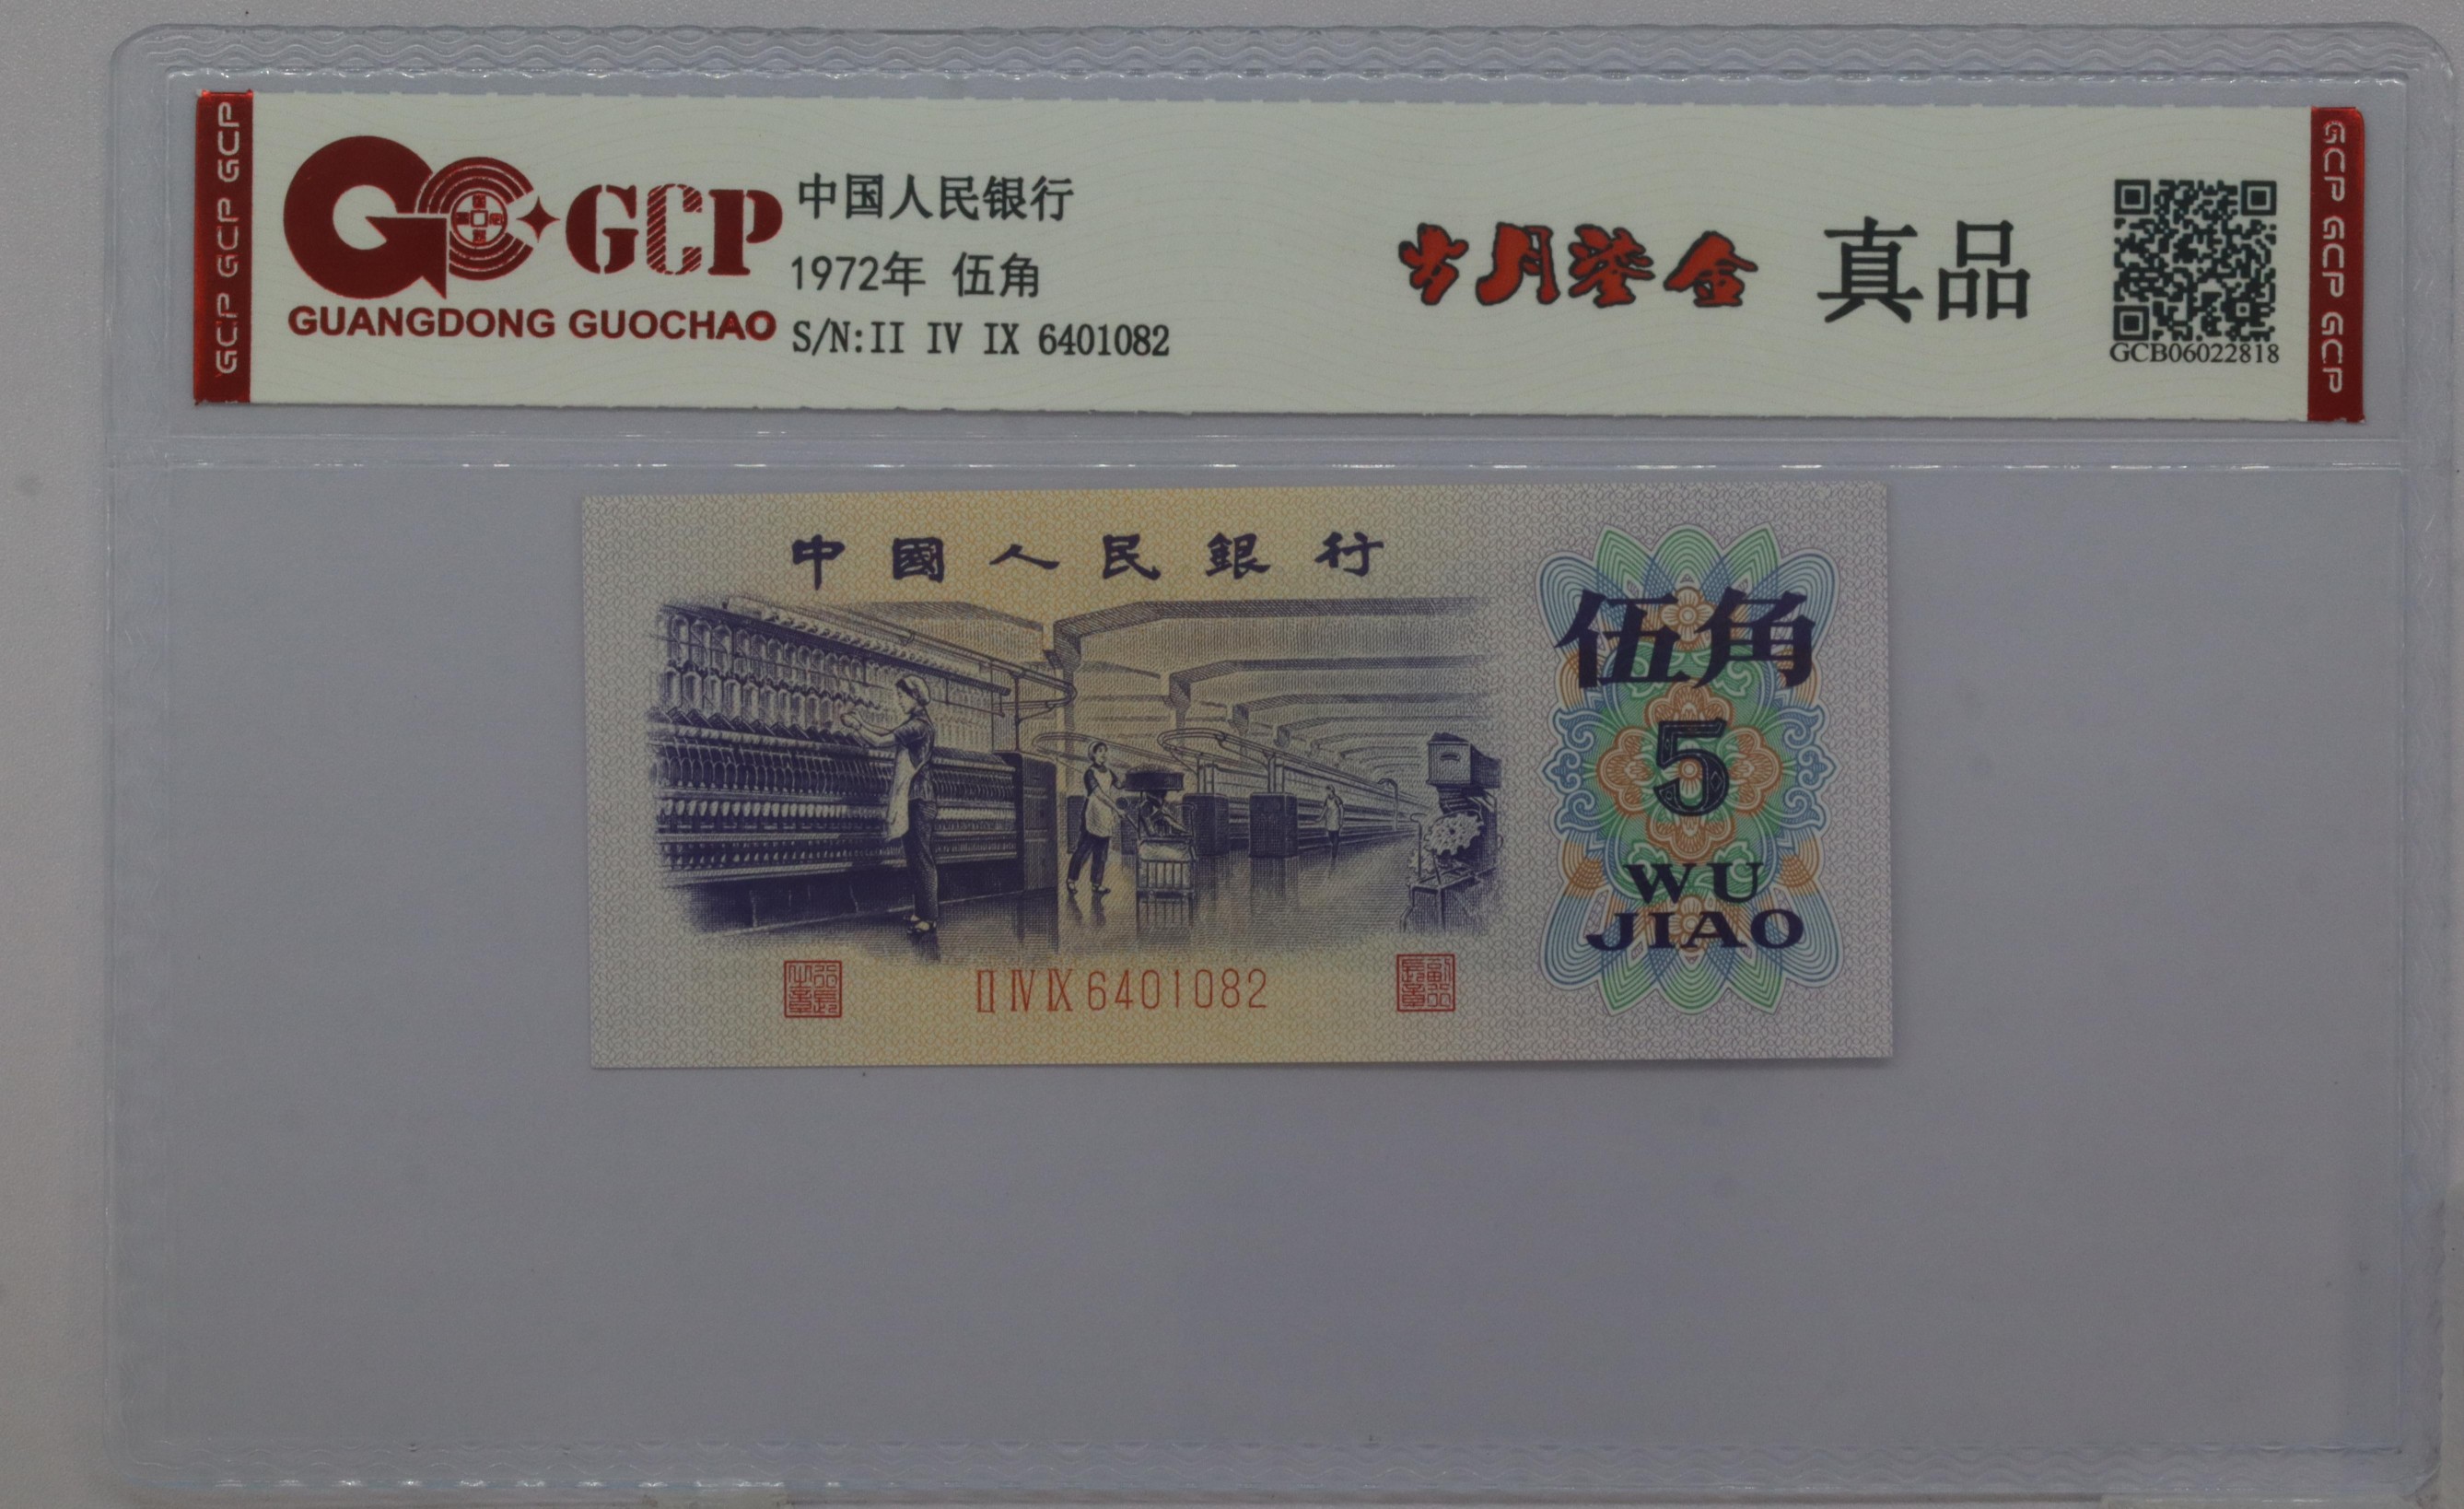 GCP GCP GCP
GCP
GUANGDONG GUOCHAO
中国人民银行
1972年 伍角
S/N:II IV IX 6401082
岁月鎏金 真品
GCB06022818
GCP GCP GCP
中國人民銀行
伍角
5
WU
JIAO
II IV IX 6401082